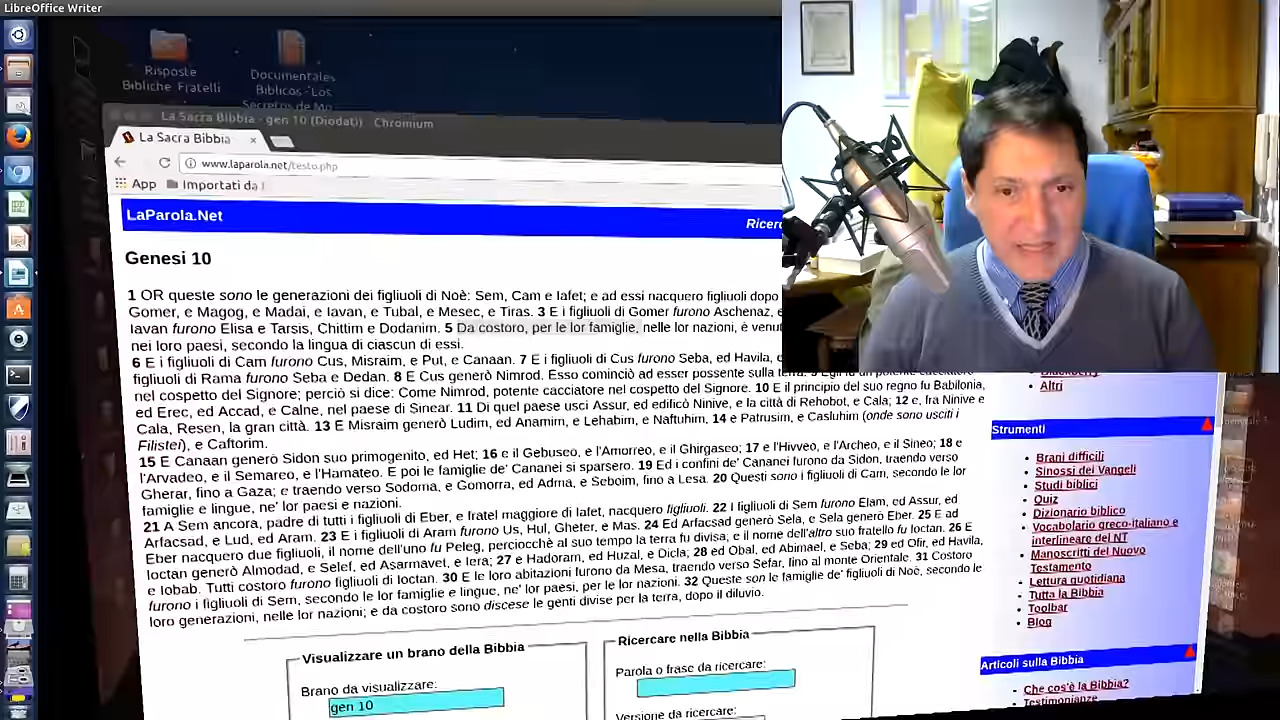 LibreOffice Writer
Risposte
Bibliche Fratelli
Documentales
Biblicos -Los
Secretos de Mo
La Sacra Bibbia - gen 10 (Diodati) - Chromium
La Sacra Bibbia
www.laparola.net/testo.php
App Importati da
LaParola.Net
Genesi 10
1 OR queste sono le generazioni dei figliuoli di Noè: Sem, Cam e Iafet; e ad essi nacquero figliuoli dopo
Gomer, e Magog, e Madai, e Iavan, e Tubal, e Mesec, e Tiras. 3 E i figliuoli di Gomer furono Aschenaz, e
Iavan furono Elisa e Tarsis, Chittim e Dodanim. 5 Da costoro, per le lor famiglie, nelle lor nazioni, è
nei loro paesi, secondo la lingua di ciascun di essi.
6 E i figliuoli di Cam furono Cus, Misraim, e Put, e Canaan. 7 E i figliuoli di Cus furono Seba, ed Havila,
figliuoli di Rama furono Seba e Dedan. 8 E Cus generò Nimrod. Esso cominciò ad esser possente sulla
nel cospetto del Signore; perciò si dice: Come Nimrod, potente cacciatore nel cospetto del Signore. 10 E il principio del suo regno fu Babilonia,
ed Erec, ed Accad, e Calne, nel paese di Sinear. 11 Di quel paese uscì Assur, ed edificò Ninive, e la città di Rehobot, e Cala; 12 e, fra Ninive e
Cala, Resen, la gran città. 13 E Misraim generò Ludim, ed Anamim, e Lehabim, e Naftuhim, 14 e Patrusim, e Casluhim (onde sono usciti i
Filistei), e Caftorim.
15 E Canaan generò Sidon suo primogenito, ed Het; 16 e il Gebuseo, e l'Amorreo, e il Ghirgaseo; 17 e l'Hivveo, e l'Archeo, e il Sineo; 18 e
l'Arvadeo, e il Semareo, e l'Hamateo. E poi le famiglie de' Cananei si sparsero. 19 Ed i confini de' Cananei furono da Sidon, traendo verso
Gherar, fino a Gaza; e traendo verso Sodoma, e Gomorra, ed Adma, e Seboim, fino a Lesa. 20 Questi sono i figliuoli di Cam, secondo le lor
famiglie e lingue, ne' lor paesi e nazioni.
21 A Sem ancora, padre di tutti i figliuoli di Eber, e fratel maggiore di Iafet, nacquero figliuoli. 22 I figliuoli di Sem furono Elam, ed Assur, ed
Arfacsad, e Lud, ed Aram. 23 E i figliuoli di Aram furono Us, Hul, Gheter, e Mas. 24 Ed Arfacsad generò Sela, e Sela generò Eber. 25 E ad
Eber nacquero due figliuoli, il nome dell'uno fu Peleg, perciocchè al suo tempo la terra fu divisa; e il nome dell'altro suo fratello fu Ioctan. 26 E
Ioctan generò Almodad, e Selef, ed Asarmavet, e Iera; 27 e Hadoram, ed Huzal, e Dicla; 28 ed Obal, ed Abimael, e Seba; 29 ed Ofir, ed Havila,
e Iobab. Tutti costoro furono figliuoli di Ioctan. 30 E le loro abitazioni furono da Mesa, traendo verso Sefar, fino al monte Orientale. 31 Costoro
furono i figliuoli di Sem, secondo le lor famiglie e lingue, ne' lor paesi, per le lor nazioni. 32 Queste son le famiglie de' figliuoli di Noè, secondo le
loro generazioni, nelle lor nazioni; e da costoro sono discese le genti divise per la terra, dopo il diluvio.
Visualizzare un brano della Bibbia
Brano da visualizzare:
gen 10
Ricercare nella Bibbia
Parola o frase da ricercare:
Versione da ricercare:
Altri
Strumenti
Brani difficili
Sinossi dei Vangeli
Studi biblici
Quiz
Dizionario biblico
Vocabolario greco-italiano e
interlineare del NT
Manoscritti del Nuovo
Testamento
Lettura quotidiana
Tutta la Bibbia
Toolbar
Blog
Articoli sulla Bibbia
Che cos'è la Bibbia?
Testimonianze